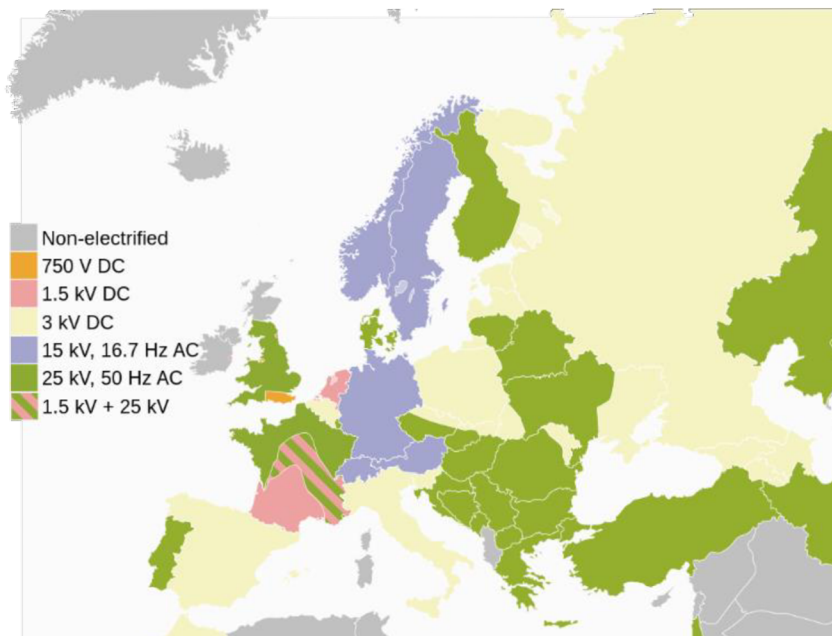 Non-electrified
750 V DC
1.5 kV DC
3 kV DC
15 kV, 16.7 Hz AC
25 kV, 50 Hz AC
1.5 kV + 25 kV